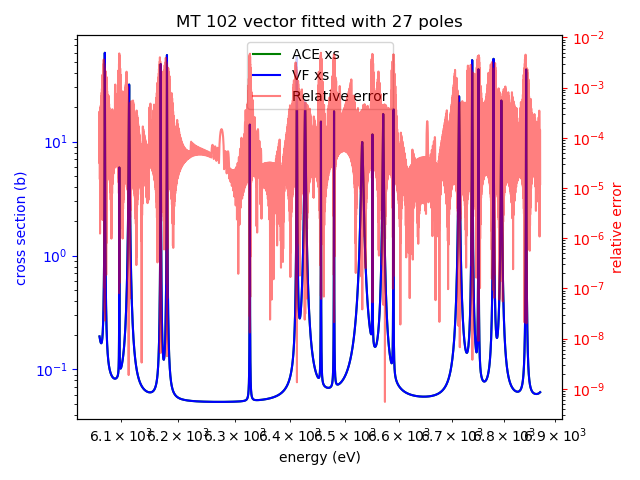 MT 102 vector fitted with 27 poles
ACE xs
VF xs
Relative error
cross section (b)
10¹
10⁰
10⁻¹
10⁻²
10⁻³
10⁻⁴
10⁻⁵
10⁻⁶
10⁻⁷
10⁻⁸
10⁻⁹
relative error
6.1 × 10³ 6.2 × 10³ 6.3 × 10³ 6.4 × 10³ 6.5 × 10³ 6.6 × 10³ 6.7 × 10³ 6.8 × 10³ 6.9 × 10³
energy (eV)